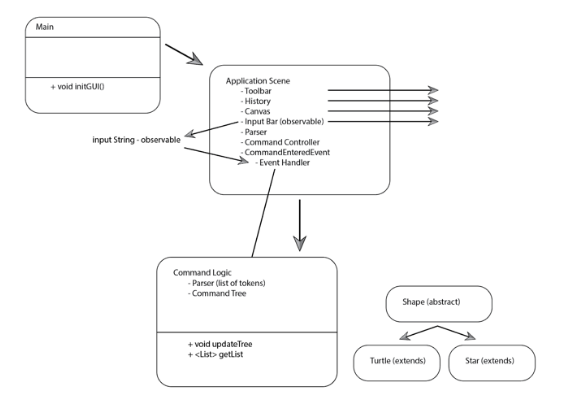 Main
+ void initGUI()
Application Scene
- Toolbar
- History
- Canvas
- Input Bar (observable)
- Parser
- Command Controller
- CommandEnteredEvent
- Event Handler
input String - observable
Command Logic
- Parser (list of tokens)
- Command Tree
+ void updateTree
+ <List> getList
Shape (abstract)
Turtle (extends)
Star (extends)